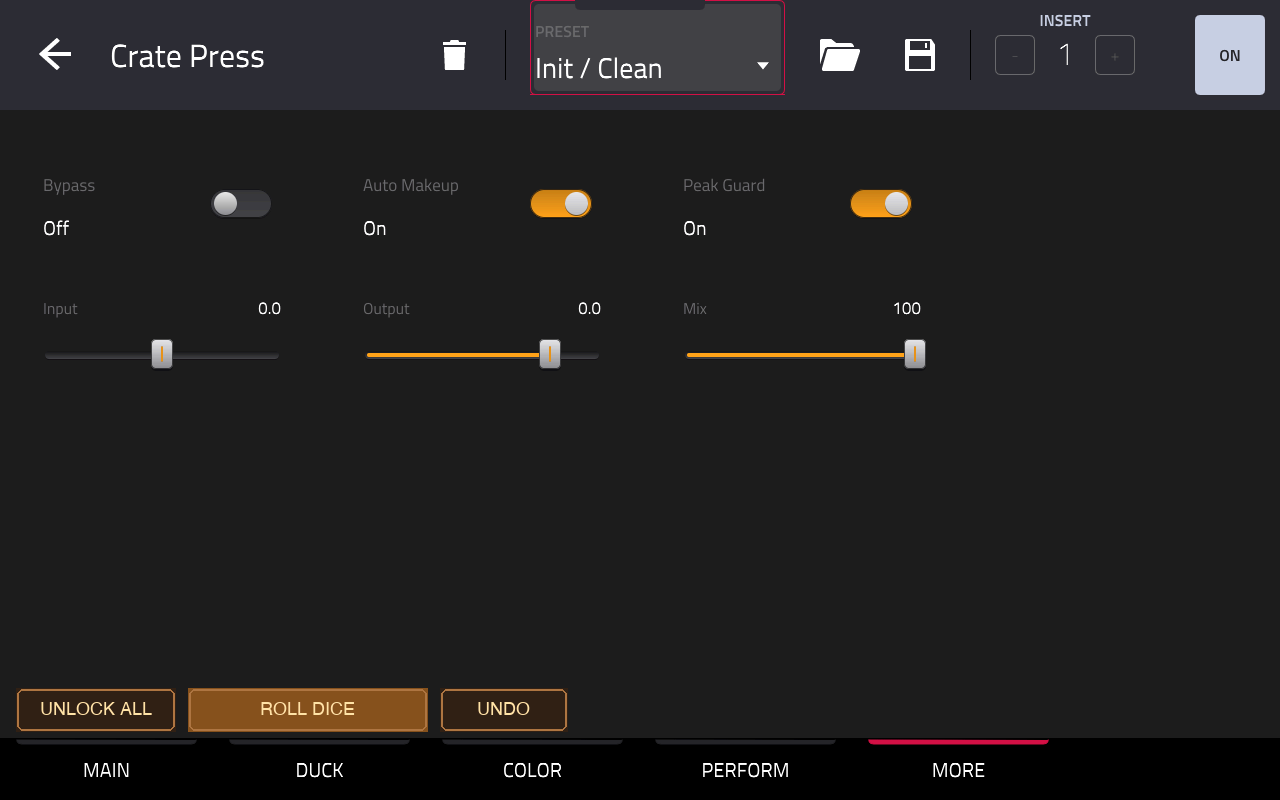 Crate Press
PRESET
Init / Clean
INSERT
- 1 +
ON
Bypass
Off
Auto Makeup
On
Peak Guard
On
Input 0.0
Output 0.0
Mix 100
UNLOCK ALL
ROLL DICE
UNDO
MAIN
DUCK
COLOR
PERFORM
MORE